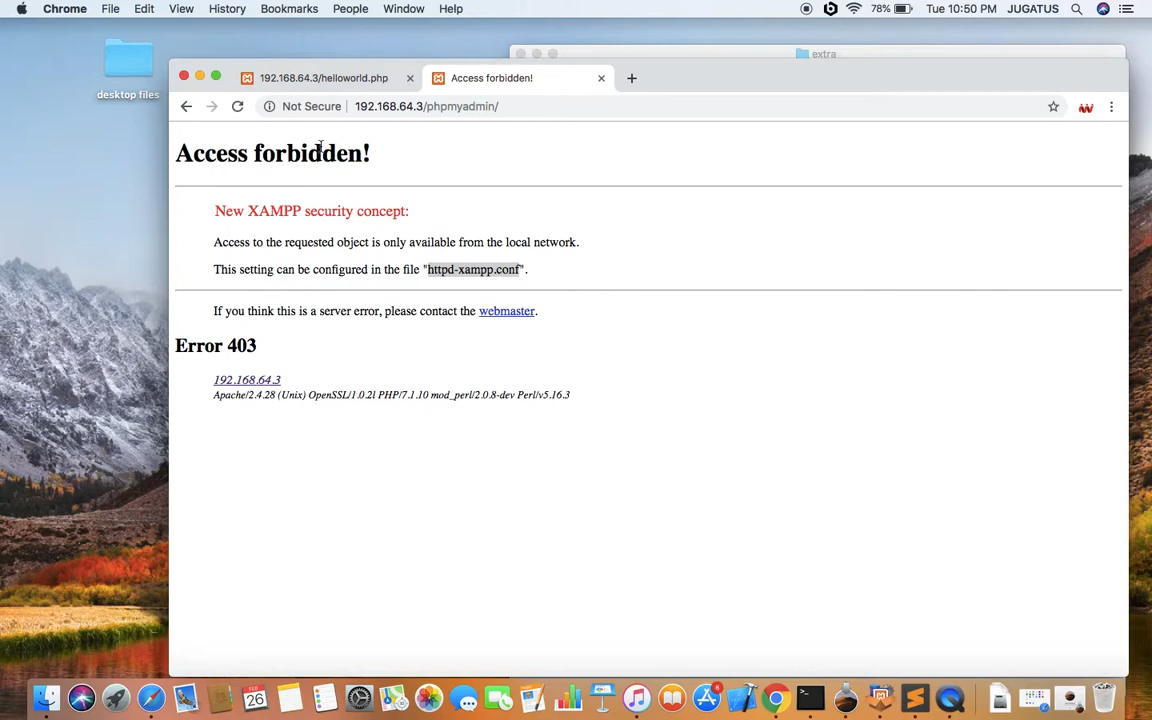 Chrome File Edit View History Bookmarks People Window Help 78% Tue 10:50 PM JUGATUS
desktop files
extra
192.168.64.3/helloworld.php Access forbidden!
Not Secure 192.168.64.3/phpmyadmin/
Access forbidden!
New XAMPP security concept:
Access to the requested object is only available from the local network.
This setting can be configured in the file "httpd-xampp.conf".
If you think this is a server error, please contact the webmaster.
Error 403
192.168.64.3
Apache/2.4.28 (Unix) OpenSSL/1.0.2l PHP/7.1.10 mod_perl/2.0.8-dev Perl/v5.16.3
26